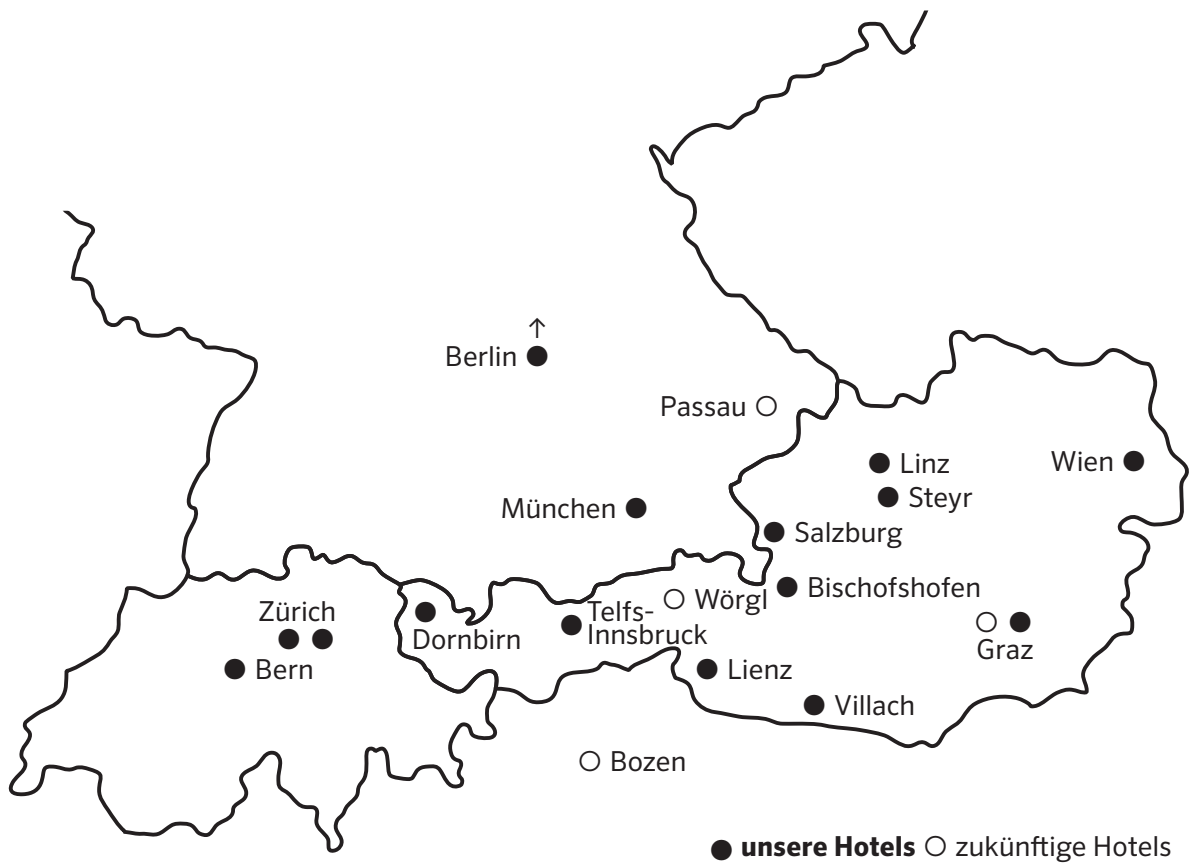 ↑
Berlin
Passau
Linz
Wien
Steyr
München
Salzburg
Bischofshofen
Wörgl
Zürich
Telfs-
Innsbruck
Dornbirn
Graz
Bern
Lienz
Villach
Bozen
unsere Hotels zukünftige Hotels